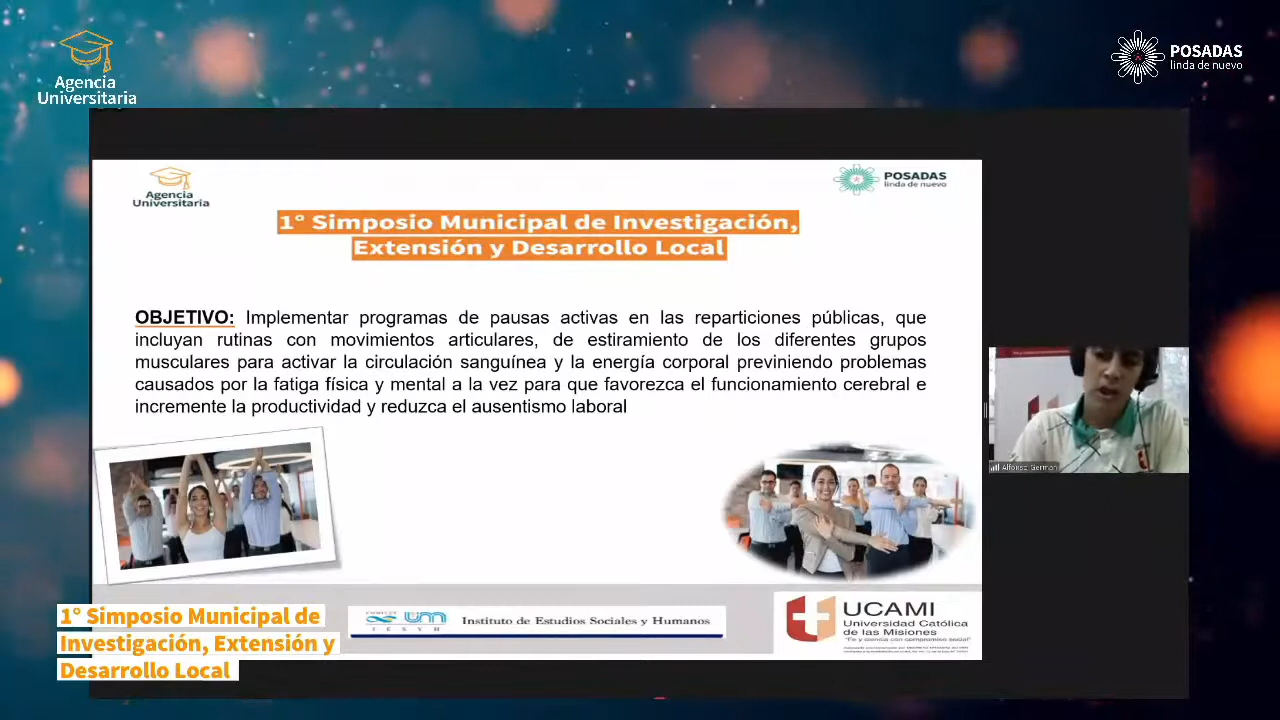 Agencia
Universitaria
POSADAS
linda de nuevo
Agencia
Universitaria
POSADAS
linda de nuevo
1° Simposio Municipal de Investigación,
Extensión y Desarrollo Local
OBJETIVO: Implementar programas de pausas activas en las reparticiones públicas, que
incluyan rutinas con movimientos articulares, de estiramiento de los diferentes grupos
musculares para activar la circulación sanguínea y la energía corporal previniendo problemas
causados por la fatiga física y mental a la vez para que favorezca el funcionamiento cerebral e
incremente la productividad y reduzca el ausentismo laboral
Alfonso German
1° Simposio Municipal de
Investigación, Extensión y
Desarrollo Local
Instituto de Estudios Sociales y Humanos
UCAMI
Universidad Católica
de las Misiones
"Fe y ciencia con compromiso social"